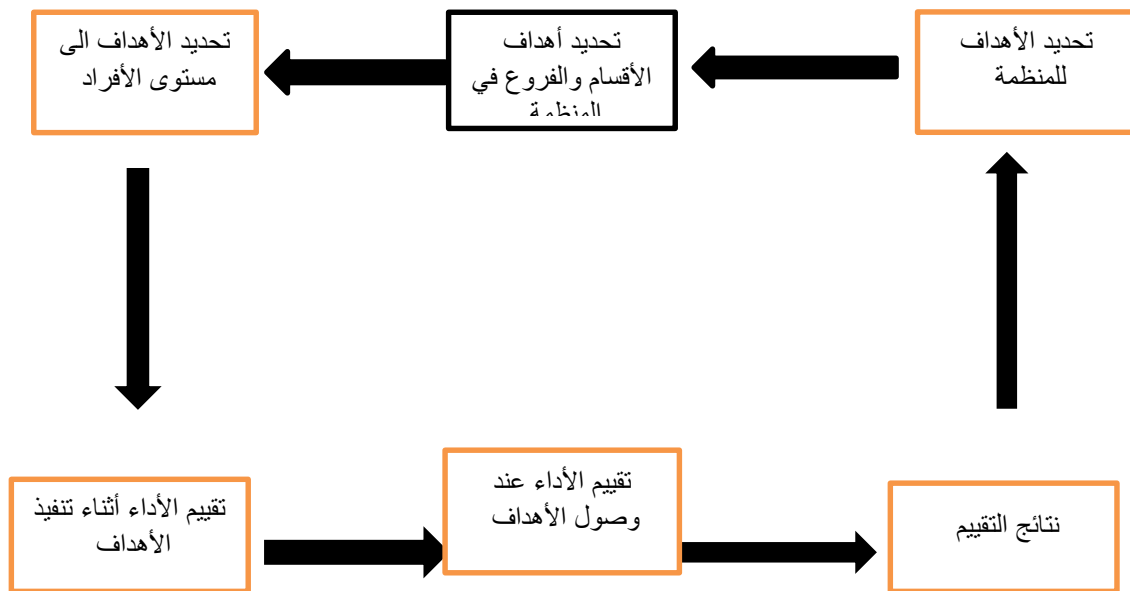 تحديد الأهداف
للمنظمة
تحديد أهداف
الأقسام والفروع في
المنظمة
تحديد الأهداف الى
مستوى الأفراد
تقييم الأداء أثناء تنفيذ
الأهداف
تقييم الأداء عند
وصول الأهداف
نتائج التقييم